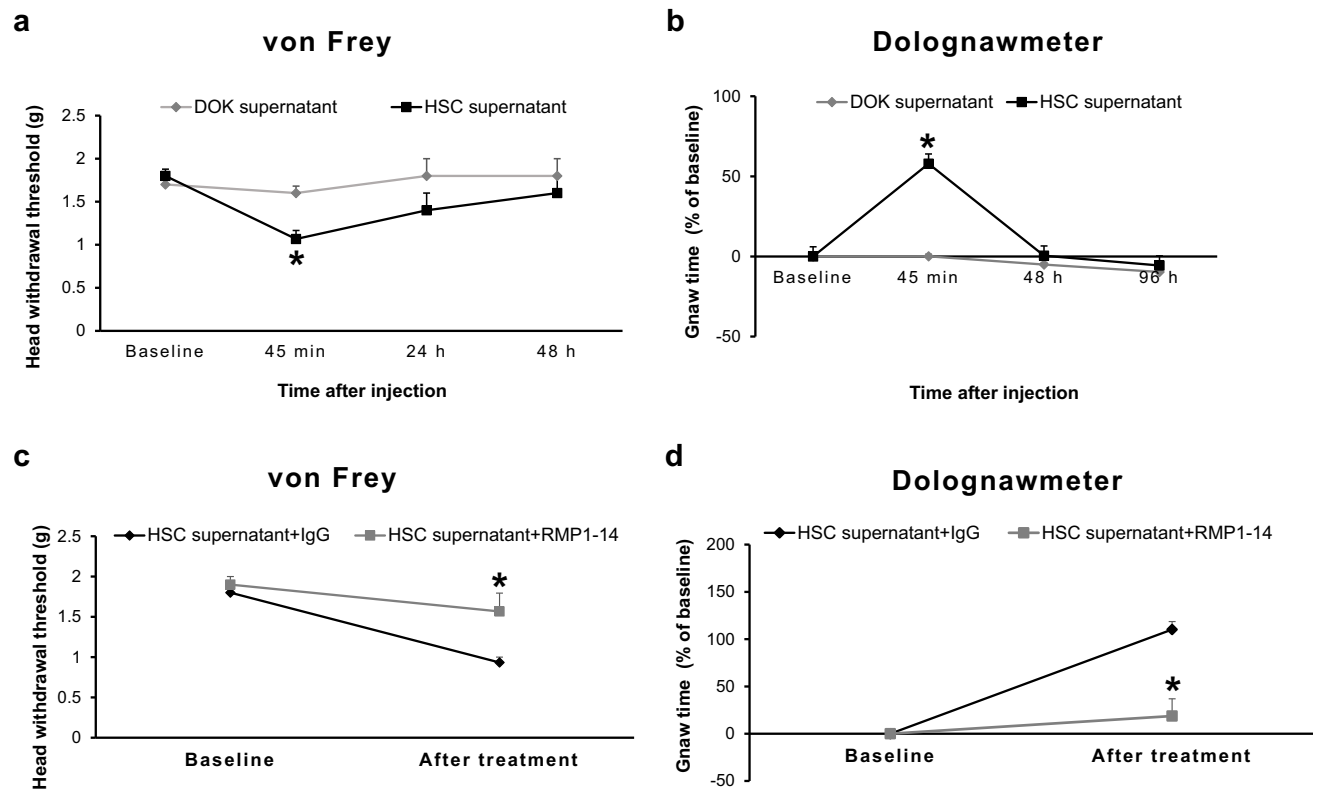 a
von Frey
DOK supernatant
HSC supernatant
Head withdrawal threshold (g)
2.5
2
1.5
1
0.5
0
*
Baseline
45 min
24 h
48 h
Time after injection
b
Dolognawmeter
DOK supernatant
HSC supernatant
Gnaw time (% of baseline)
100
50
0
-50
*
Baseline
45 min
48 h
96 h
Time after injection
c
von Frey
HSC supernatant+IgG
HSC supernatant+RMP1-14
Head withdrawal threshold (g)
2.5
2
1.5
1
0.5
0
*
Baseline
After treatment
d
Dolognawmeter
HSC supernatant+IgG
HSC supernatant+RMP1-14
Gnaw time (% of baseline)
200
150
100
50
0
-50
*
Baseline
After treatment